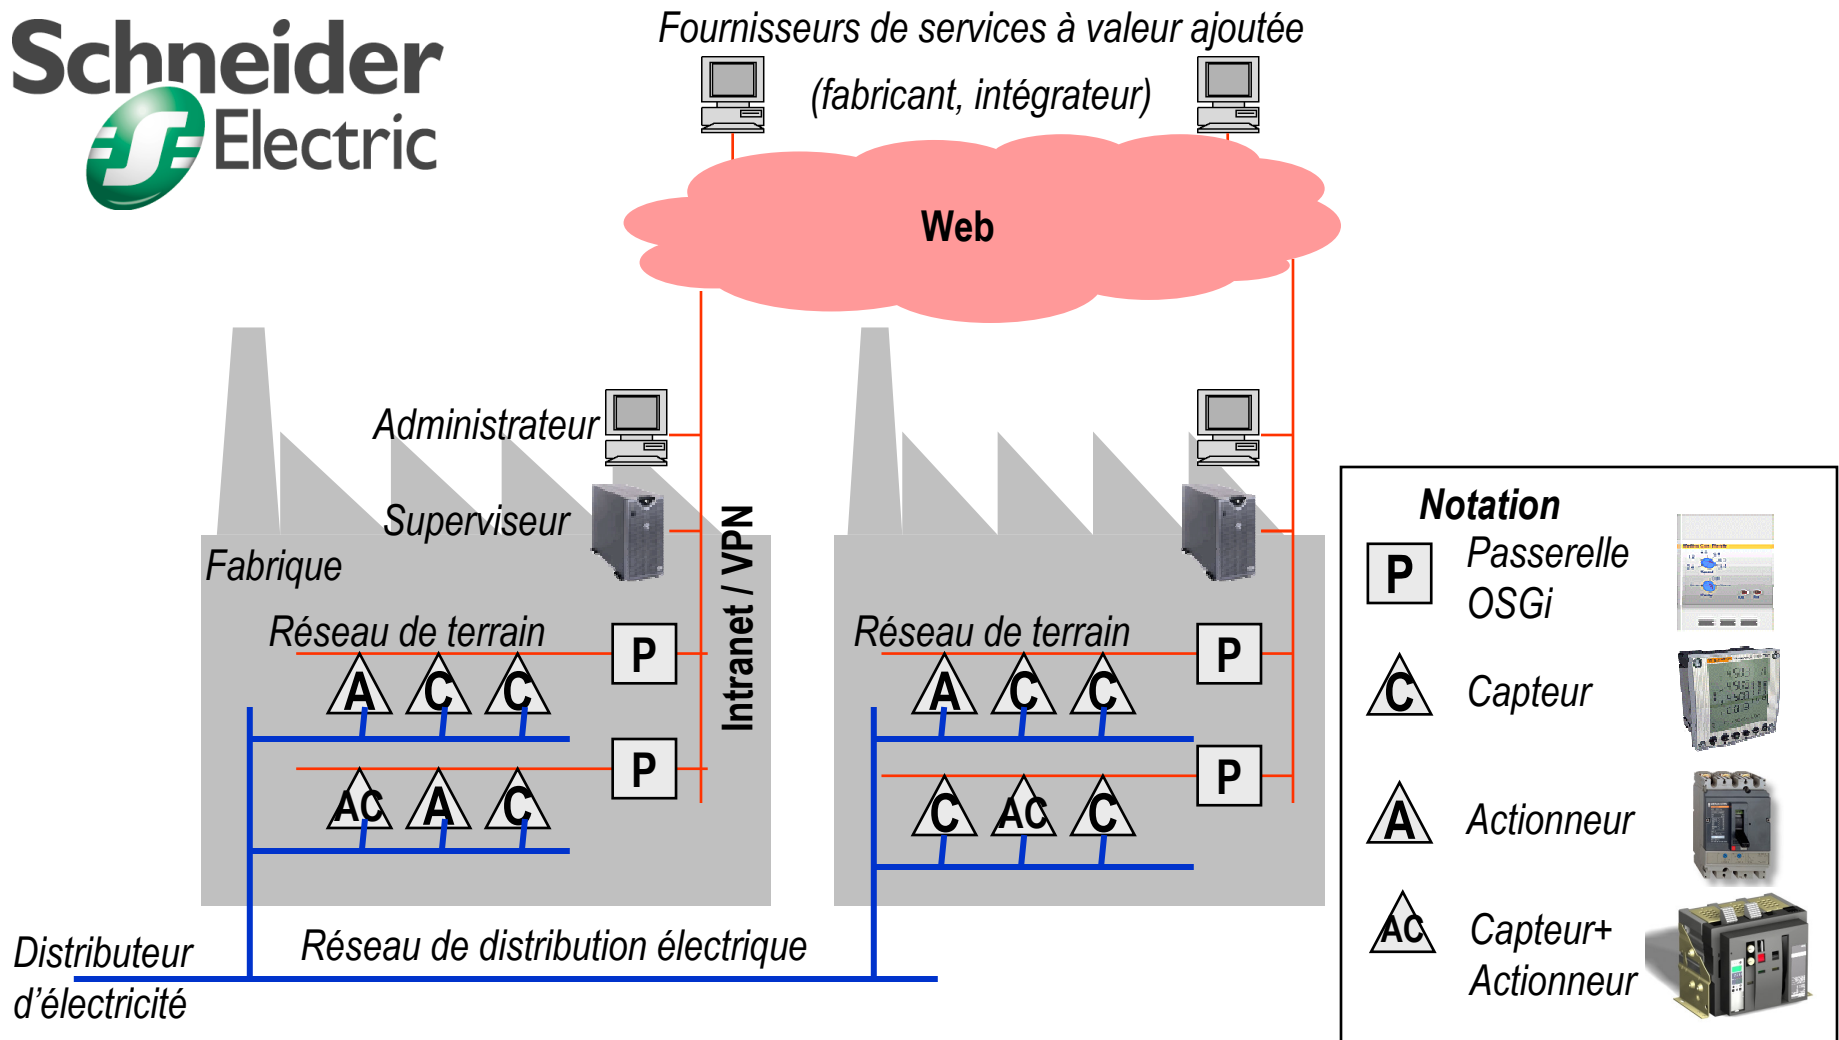 Schneider
Electric
Fournisseurs de services à valeur ajoutée
(fabricant, intégrateur)
Web
Administrateur
Superviseur
Fabrique
Intranet / VPN
Réseau de terrain
P
A C C
P
AC A C
Réseau de terrain
P
A C C
P
C AC C
Distributeur
d’électricité
Réseau de distribution électrique
Notation
P
Passerelle
OSGi
C
Capteur
A
Actionneur
AC
Capteur+
Actionneur